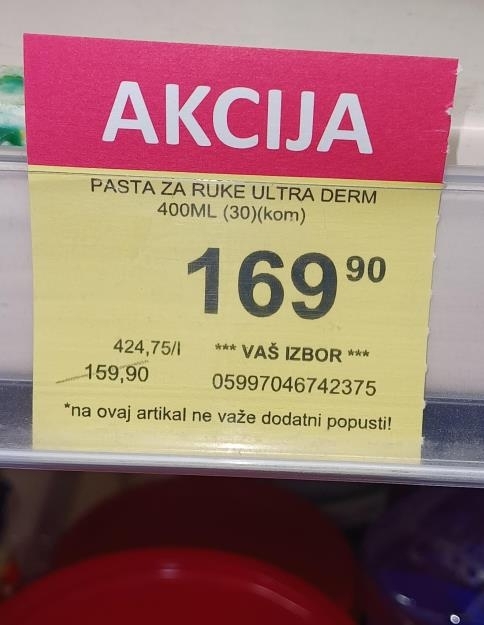 AKCIJA
PASTA ZA RUKE ULTRA DERM
400ML (30)(kom)
169 90
424,75/l *** VAŠ IZBOR ***
159,90 05997046742375
*na ovaj artikal ne važe dodatni popusti!